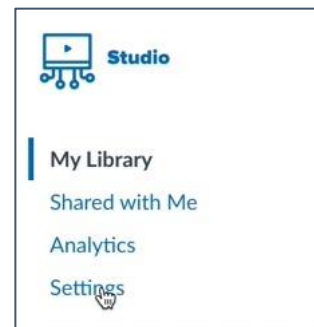 Studio
My Library
Shared with Me
Analytics
Settings